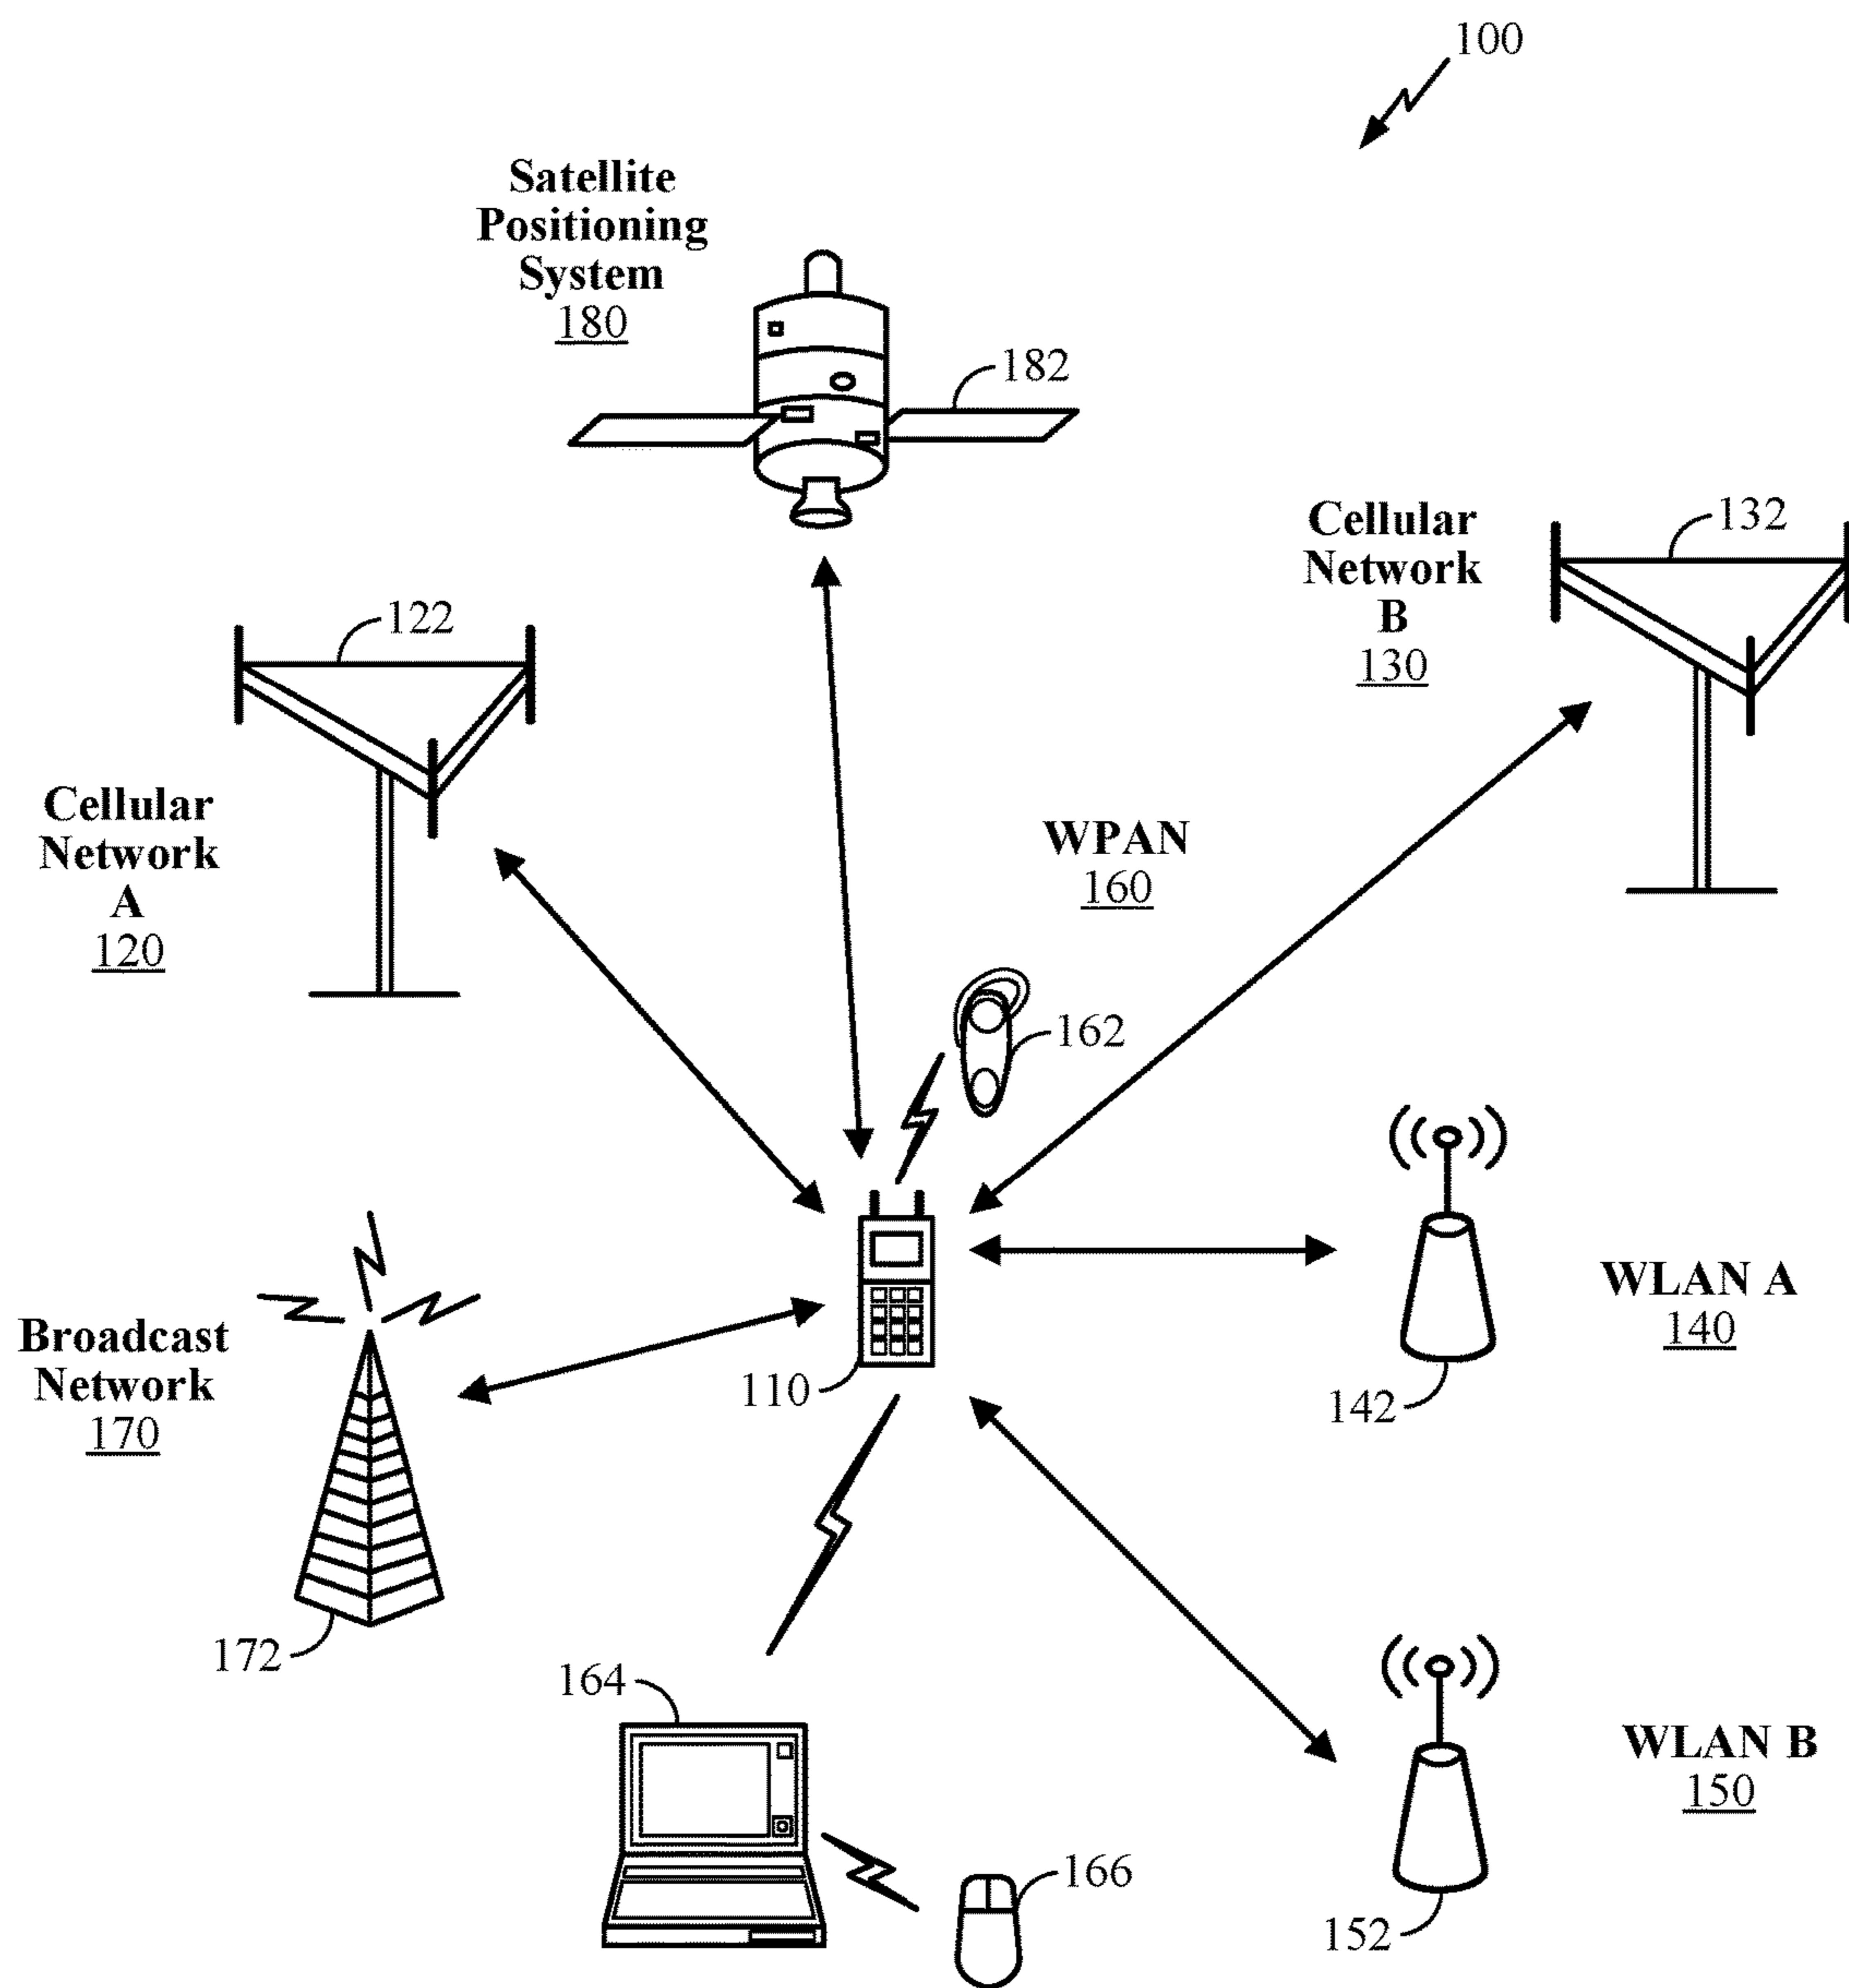 100
Satellite
Positioning
System
180
182
Cellular
Network
B
130
132
122
Cellular
Network
A
120
WPAN
160
162
Broadcast
Network
170
110
WLAN A
140
142
172
164
166
WLAN B
150
152